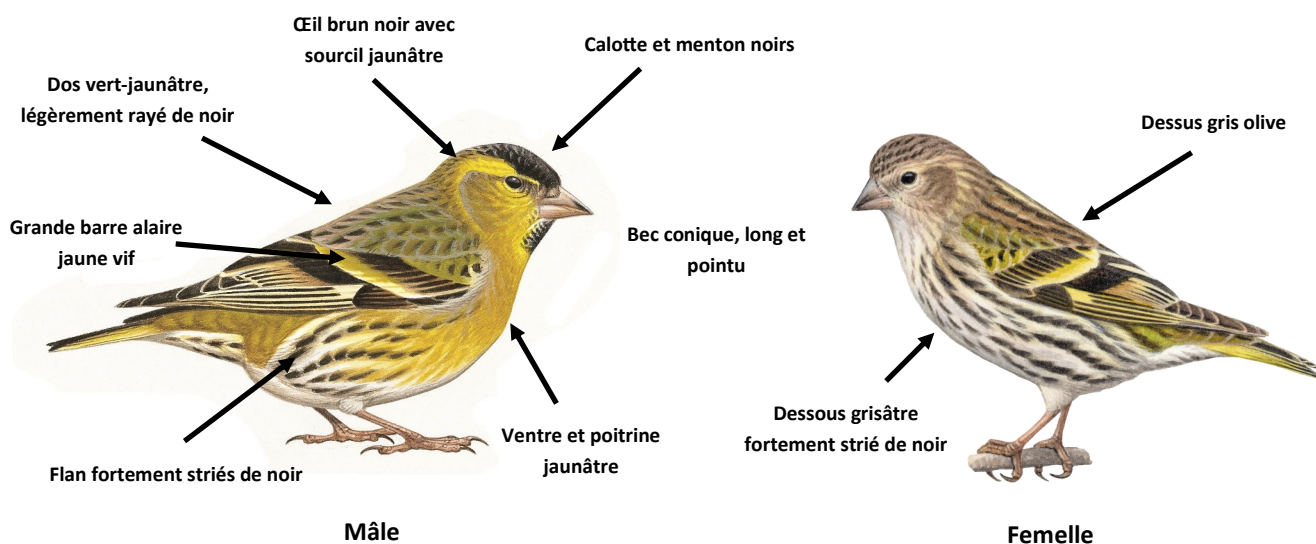 Œil brun noir avec
sourcil jaunâtre
Calotte et menton noirs
Dos vert-jaunâtre,
légèrement rayé de noir
Dessus gris olive
Grande barre alaire
jaune vif
Bec conique, long et
pointu
Dessous grisâtre
fortement strié de noir
Ventre et poitrine
jaunâtre
Flan fortement striés de noir
Mâle
Femelle